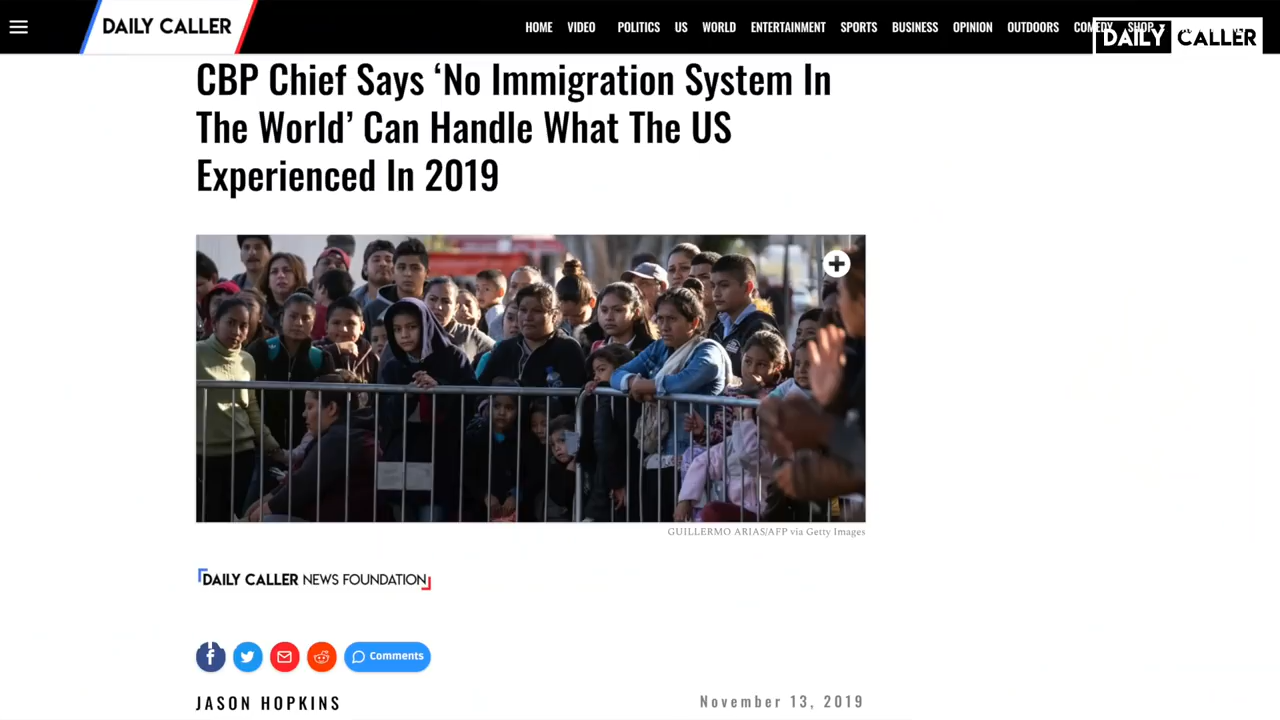 DAILY CALLER
HOME VIDEO POLITICS US WORLD ENTERTAINMENT SPORTS BUSINESS OPINION OUTDOORS COMEDY SHOP
DAILY CALLER
CBP Chief Says ‘No Immigration System In
The World’ Can Handle What The US
Experienced In 2019
GUILLERMO ARIAS/AFP via Getty Images
DAILY CALLER NEWS FOUNDATION
Comments
JASON HOPKINS
November 13, 2019